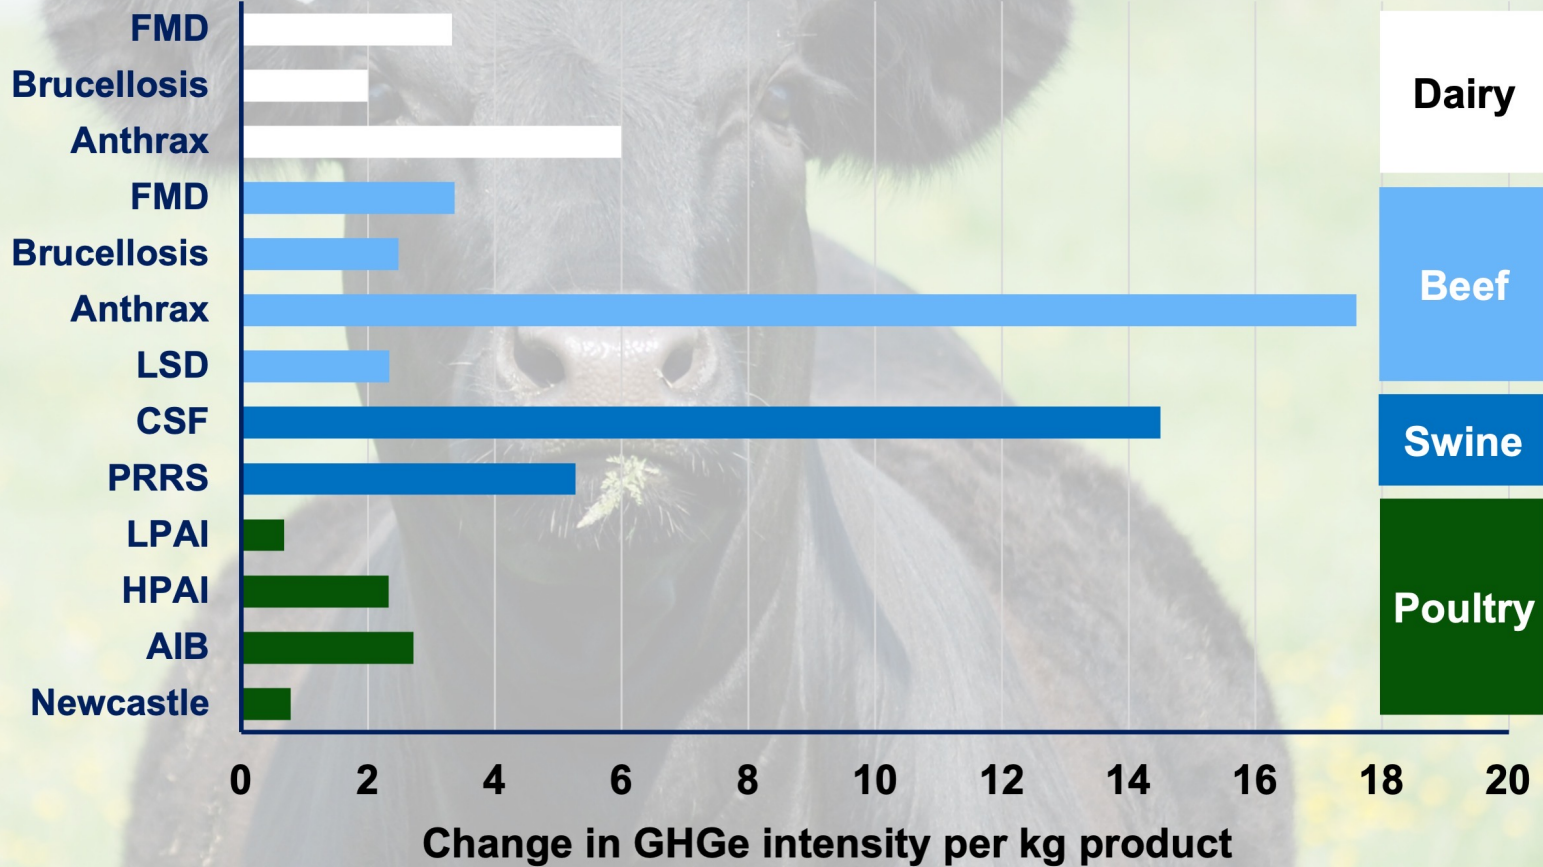 FMD
Brucellosis
Anthrax
FMD
Brucellosis
Anthrax
LSD
CSF
PRRS
LPAI
HPAI
AIB
Newcastle
Dairy
Beef
Swine
Poultry
0 2 4 6 8 10 12 14 16 18 20
Change in GHGe intensity per kg product